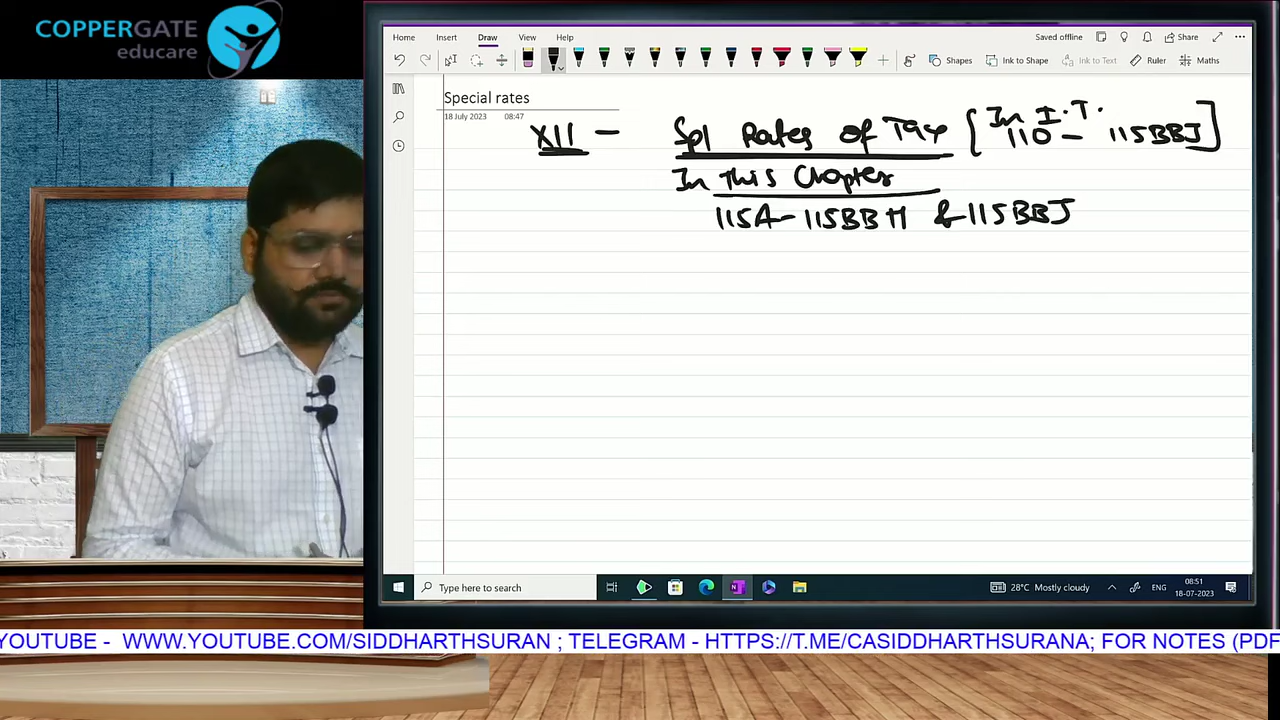 COPPERGATE
educare
Home Insert Draw View Help
Saved offline
Share
Shapes
Ink to Shape
Ink to Text
Ruler
Maths
Special rates
18 July 2023 08:47
XII - Spl Rates of Tax [In I.T. 110 - 115BBJ]
In This Chapter
115A - 115BBH & 115BBJ
Type here to search
28°C Mostly cloudy
ENG
08:51
18-07-2023
YOUTUBE - WWW.YOUTUBE.COM/SIDDHARTHSURAN ; TELEGRAM - HTTPS://T.ME/CASIDDHARTHSURANA; FOR NOTES (PDF